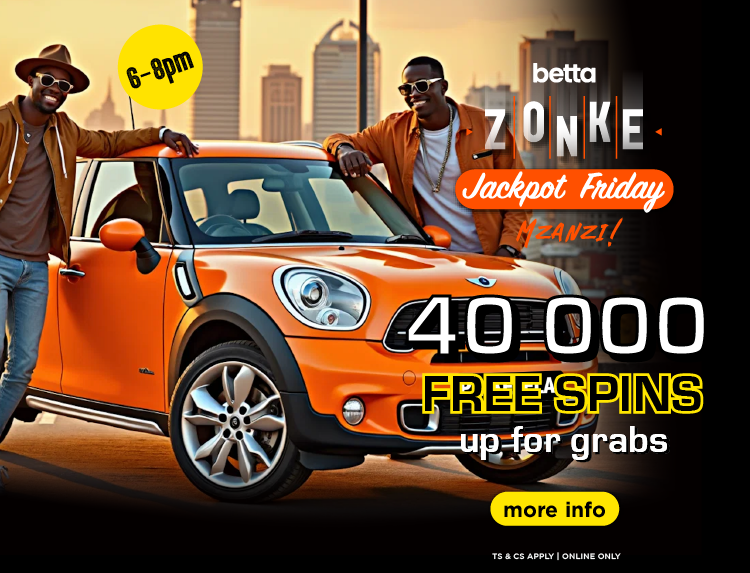 6-8pm
betta
ZONKE
Jackpot Friday
MZANZI!
40 000
FREE SPINS
up for grabs
more info
TS & CS APPLY | ONLINE ONLY